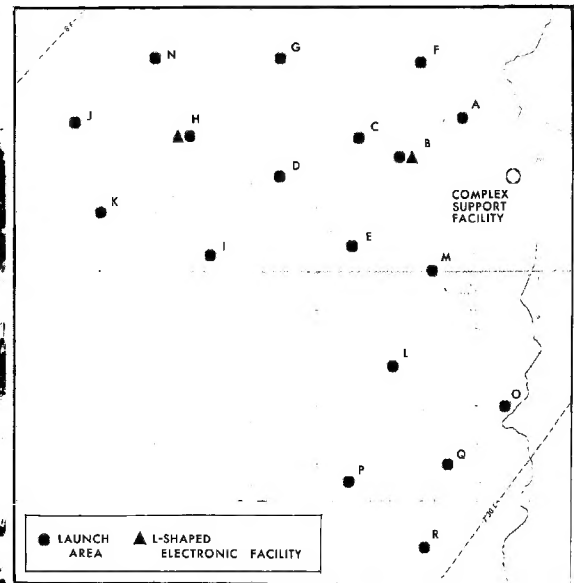 N
G
F
J
H
C
A
B
D
COMPLEX
SUPPORT
FACILITY
K
I
E
M
L
O
P
Q
R
LAUNCH
AREA
L-SHAPED
ELECTRONIC FACILITY